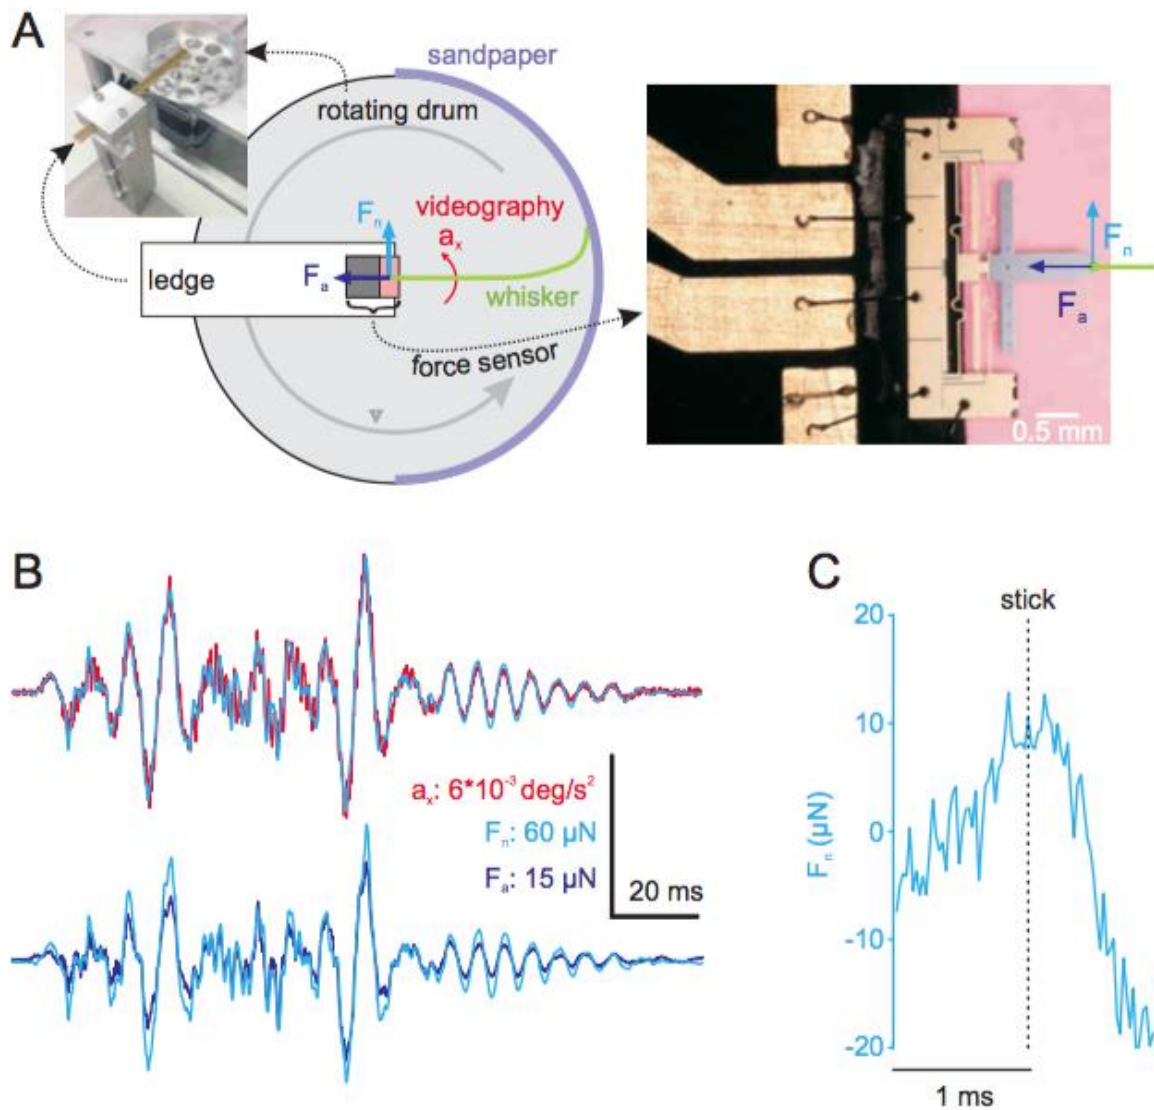 A
sandpaper
rotating drum
Fₙ
videography
aₓ
Fₐ
ledge
whisker
force sensor
v
Fₙ
Fₐ
0.5 mm
B
aₓ: 6*10⁻³ deg/s²
Fₙ: 60 µN
Fₐ: 15 µN
20 ms
C
stick
20
10
0
-10
-20
Fₙ (µN)
1 ms